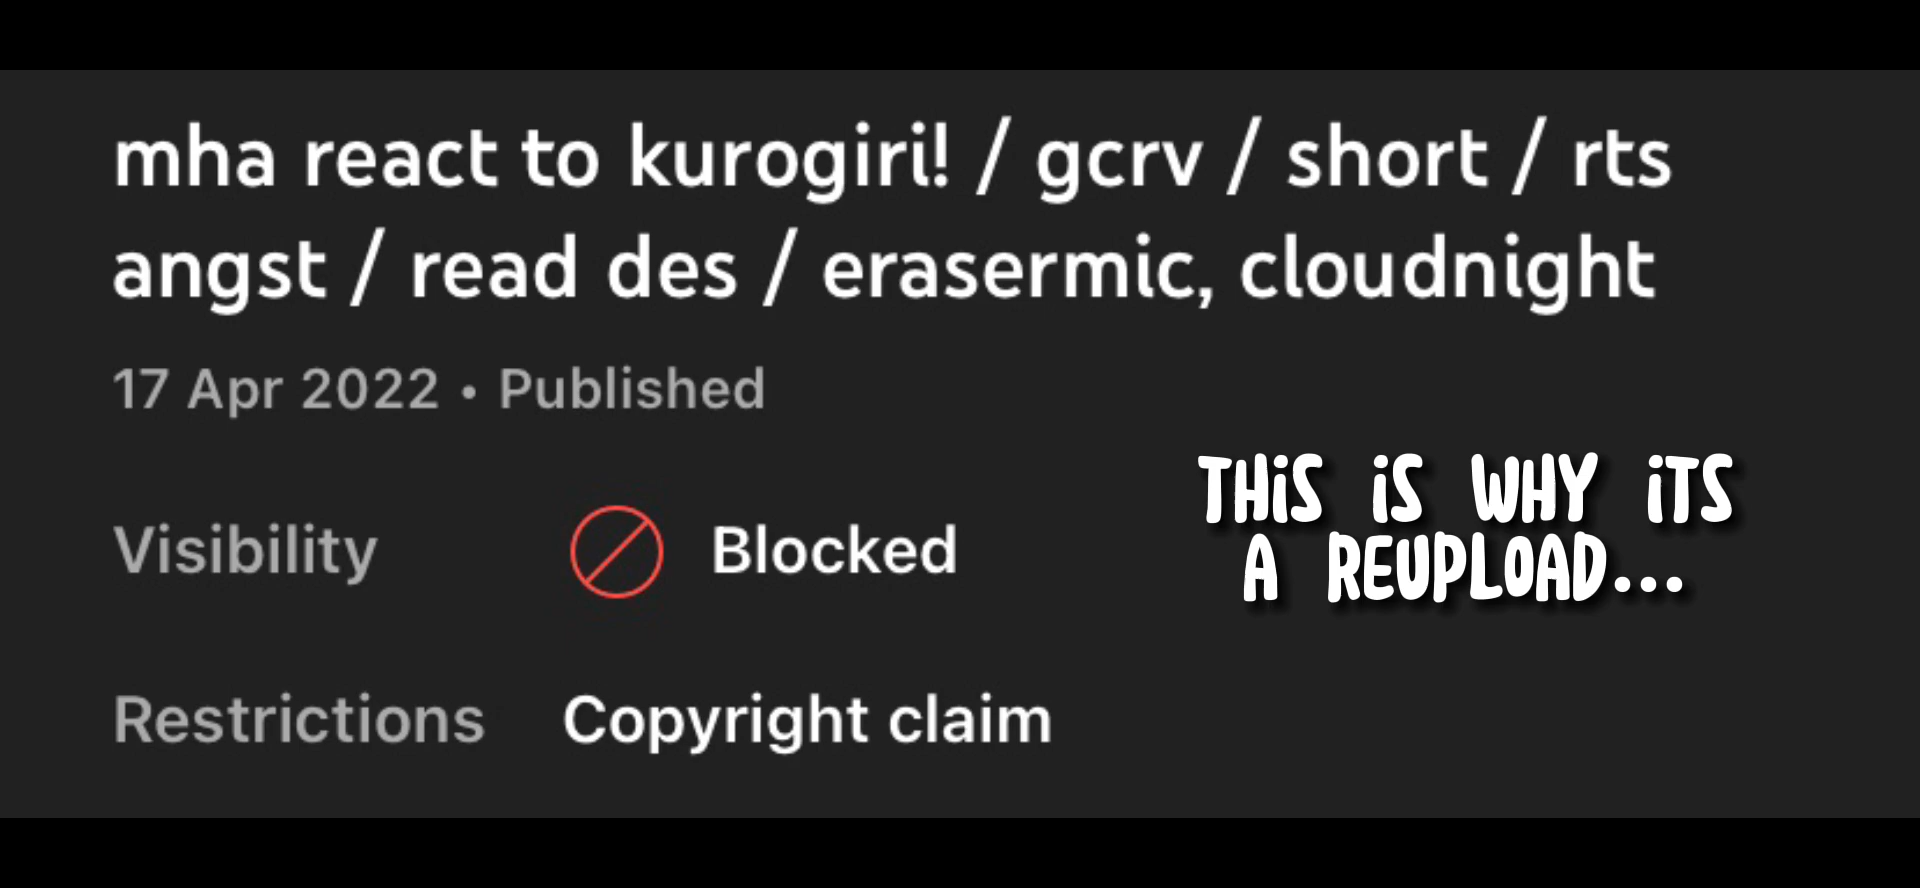 mha react to kurogiri! / gcrv / short / rts
angst / read des / erasermic, cloudnight
17 Apr 2022 • Published
Visibility Blocked
THiS iS WHY iTS
A REUPLOAD...
Restrictions Copyright claim